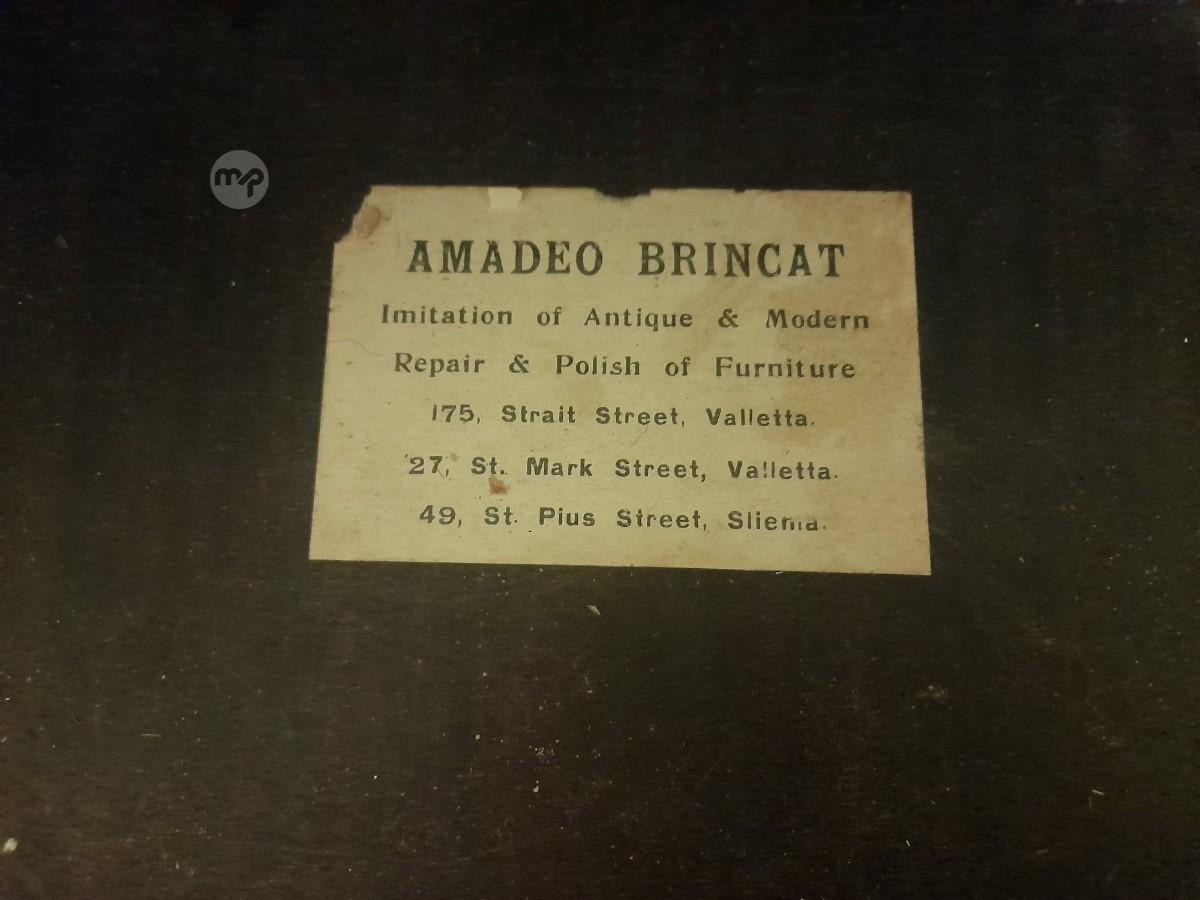 mp
AMADEO BRINCAT
Imitation of Antique & Modern
Repair & Polish of Furniture
175, Strait Street, Valletta.
27, St. Mark Street, Valletta.
49, St. Pius Street, Sliema.